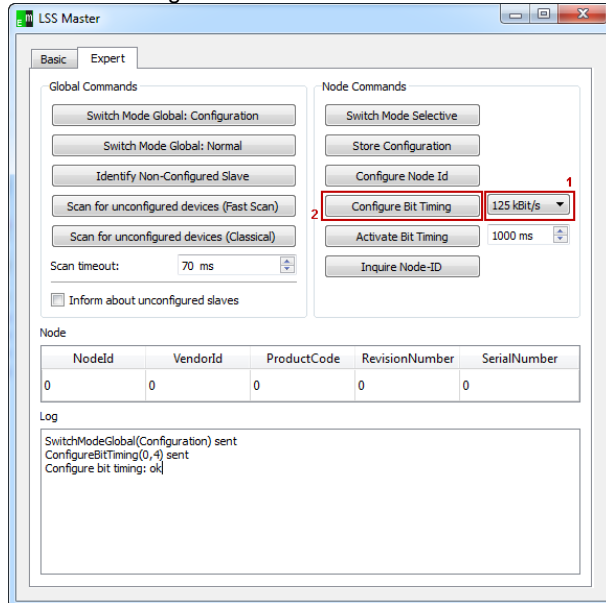 LSS Master
Basic Expert
Global Commands
Switch Mode Global: Configuration
Switch Mode Global: Normal
Identify Non-Configured Slave
Scan for unconfigured devices (Fast Scan)
Scan for unconfigured devices (Classical)
Scan timeout: 70 ms
Inform about unconfigured slaves
Node Commands
Switch Mode Selective
Store Configuration
Configure Node Id
1
2 Configure Bit Timing 125 kBit/s
Activate Bit Timing 1000 ms
Inquire Node-ID
Node
NodeId VendorId ProductCode RevisionNumber SerialNumber
0 0 0 0 0
Log
SwitchModeGlobal(Configuration) sent
ConfigureBitTiming(0,4) sent
Configure bit timing: ok